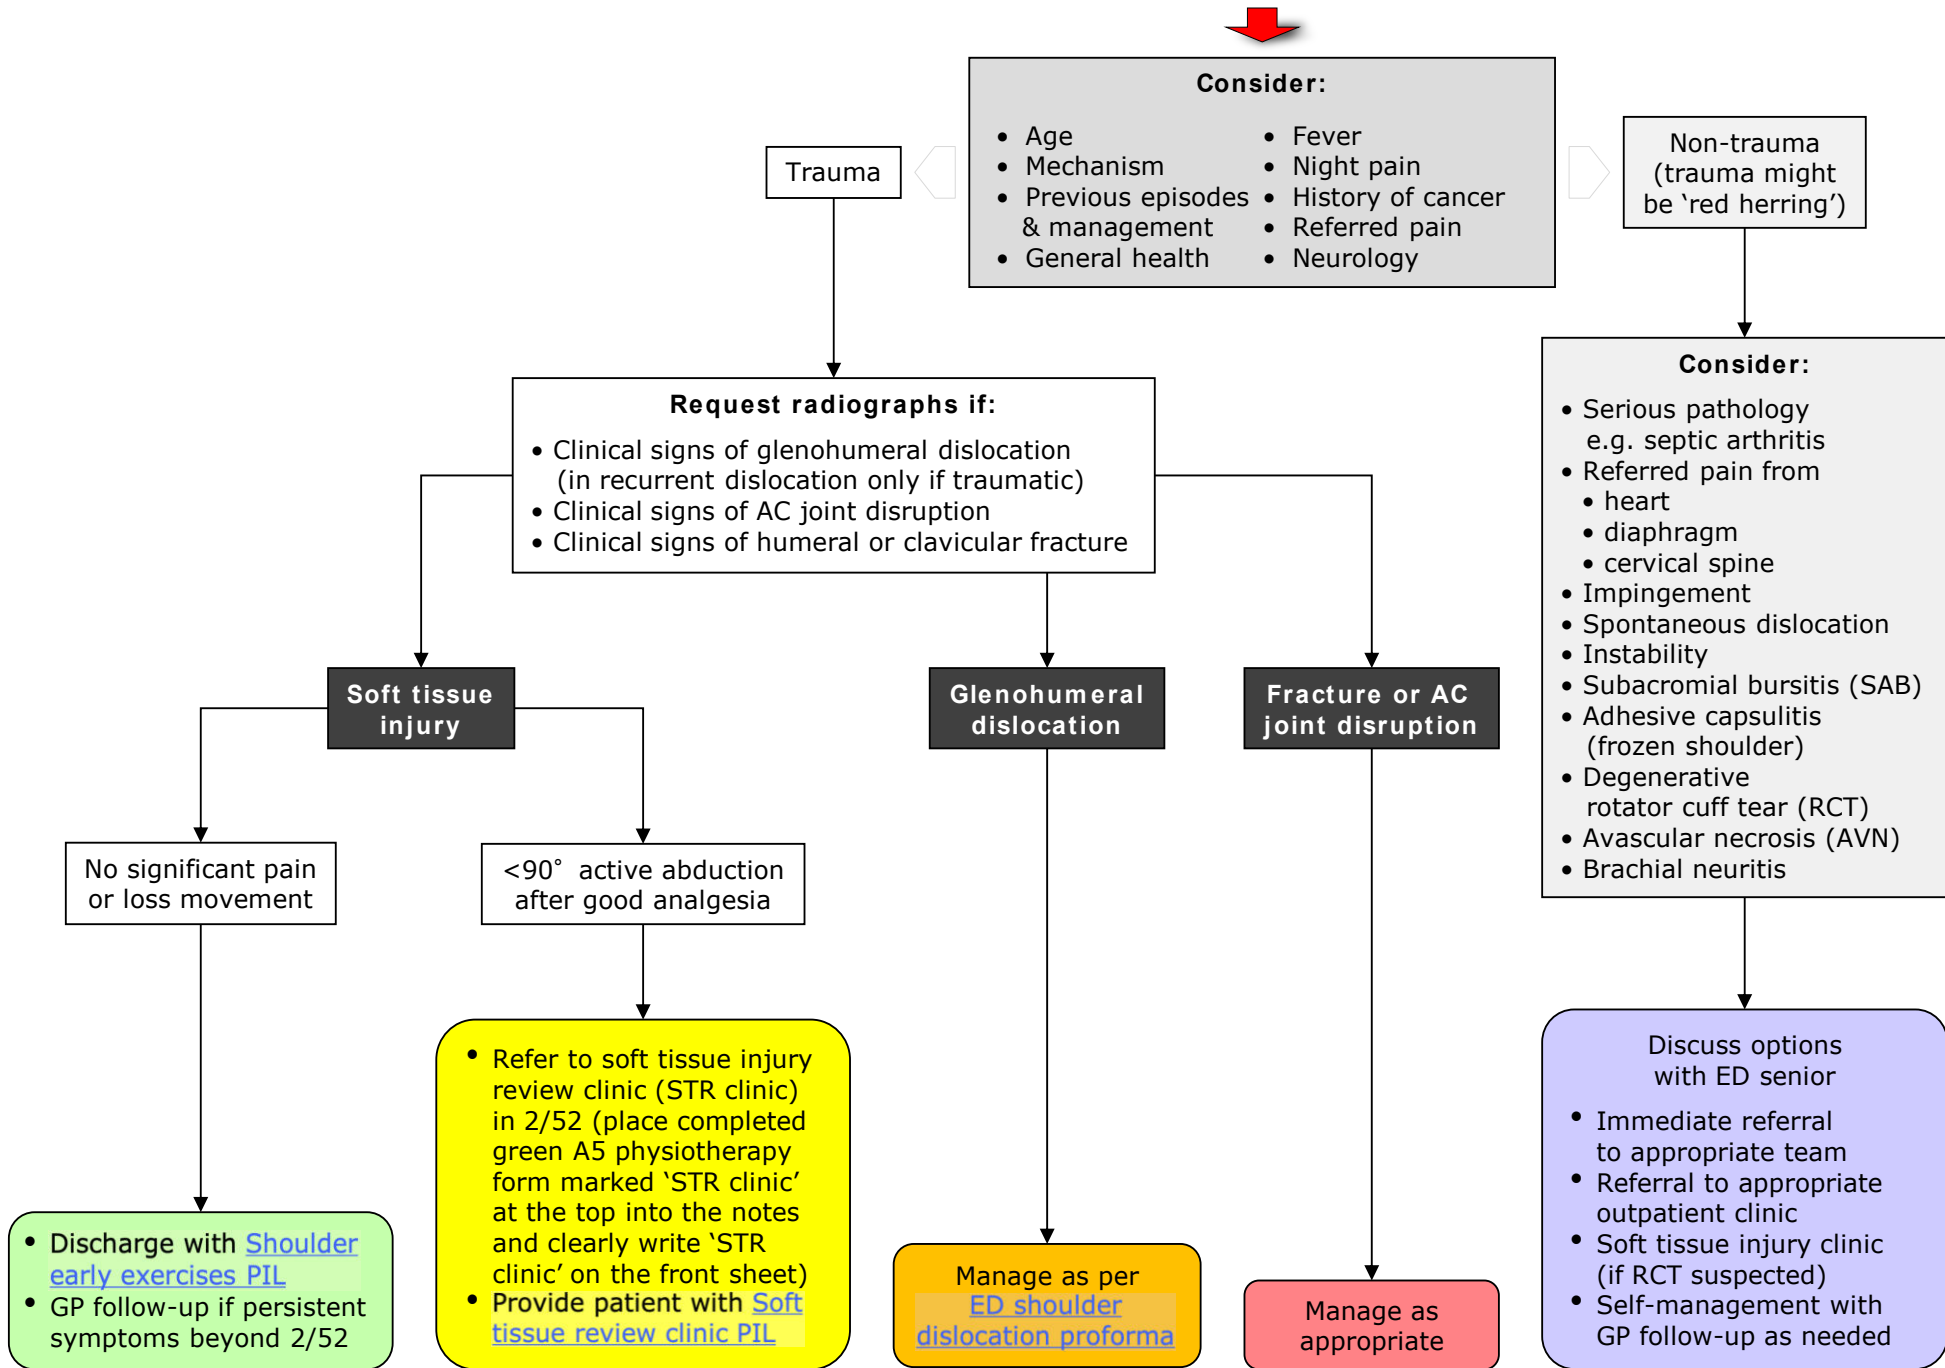 Consider:
• Age
• Mechanism
• Previous episodes
& management
• General health
• Fever
• Night pain
• History of cancer
• Referred pain
• Neurology
Trauma
Non-trauma
(trauma might
be ‘red herring’)
Request radiographs if:
• Clinical signs of glenohumeral dislocation
(in recurrent dislocation only if traumatic)
• Clinical signs of AC joint disruption
• Clinical signs of humeral or clavicular fracture
Consider:
• Serious pathology
e.g. septic arthritis
• Referred pain from
• heart
• diaphragm
• cervical spine
• Impingement
• Spontaneous dislocation
• Instability
• Subacromial bursitis (SAB)
• Adhesive capsulitis
(frozen shoulder)
• Degenerative
rotator cuff tear (RCT)
• Avascular necrosis (AVN)
• Brachial neuritis
Soft tissue
injury
Glenohumeral
dislocation
Fracture or AC
joint disruption
No significant pain
or loss movement
<90° active abduction
after good analgesia
• Discharge with Shoulder
early exercises PIL
• GP follow-up if persistent
symptoms beyond 2/52
• Refer to soft tissue injury
review clinic (STR clinic)
in 2/52 (place completed
green A5 physiotherapy
form marked ‘STR clinic’
at the top into the notes
and clearly write ‘STR
clinic’ on the front sheet)
• Provide patient with Soft
tissue review clinic PIL
Manage as per
ED shoulder
dislocation proforma
Manage as
appropriate
Discuss options
with ED senior
• Immediate referral
to appropriate team
• Referral to appropriate
outpatient clinic
• Soft tissue injury clinic
(if RCT suspected)
• Self-management with
GP follow-up as needed